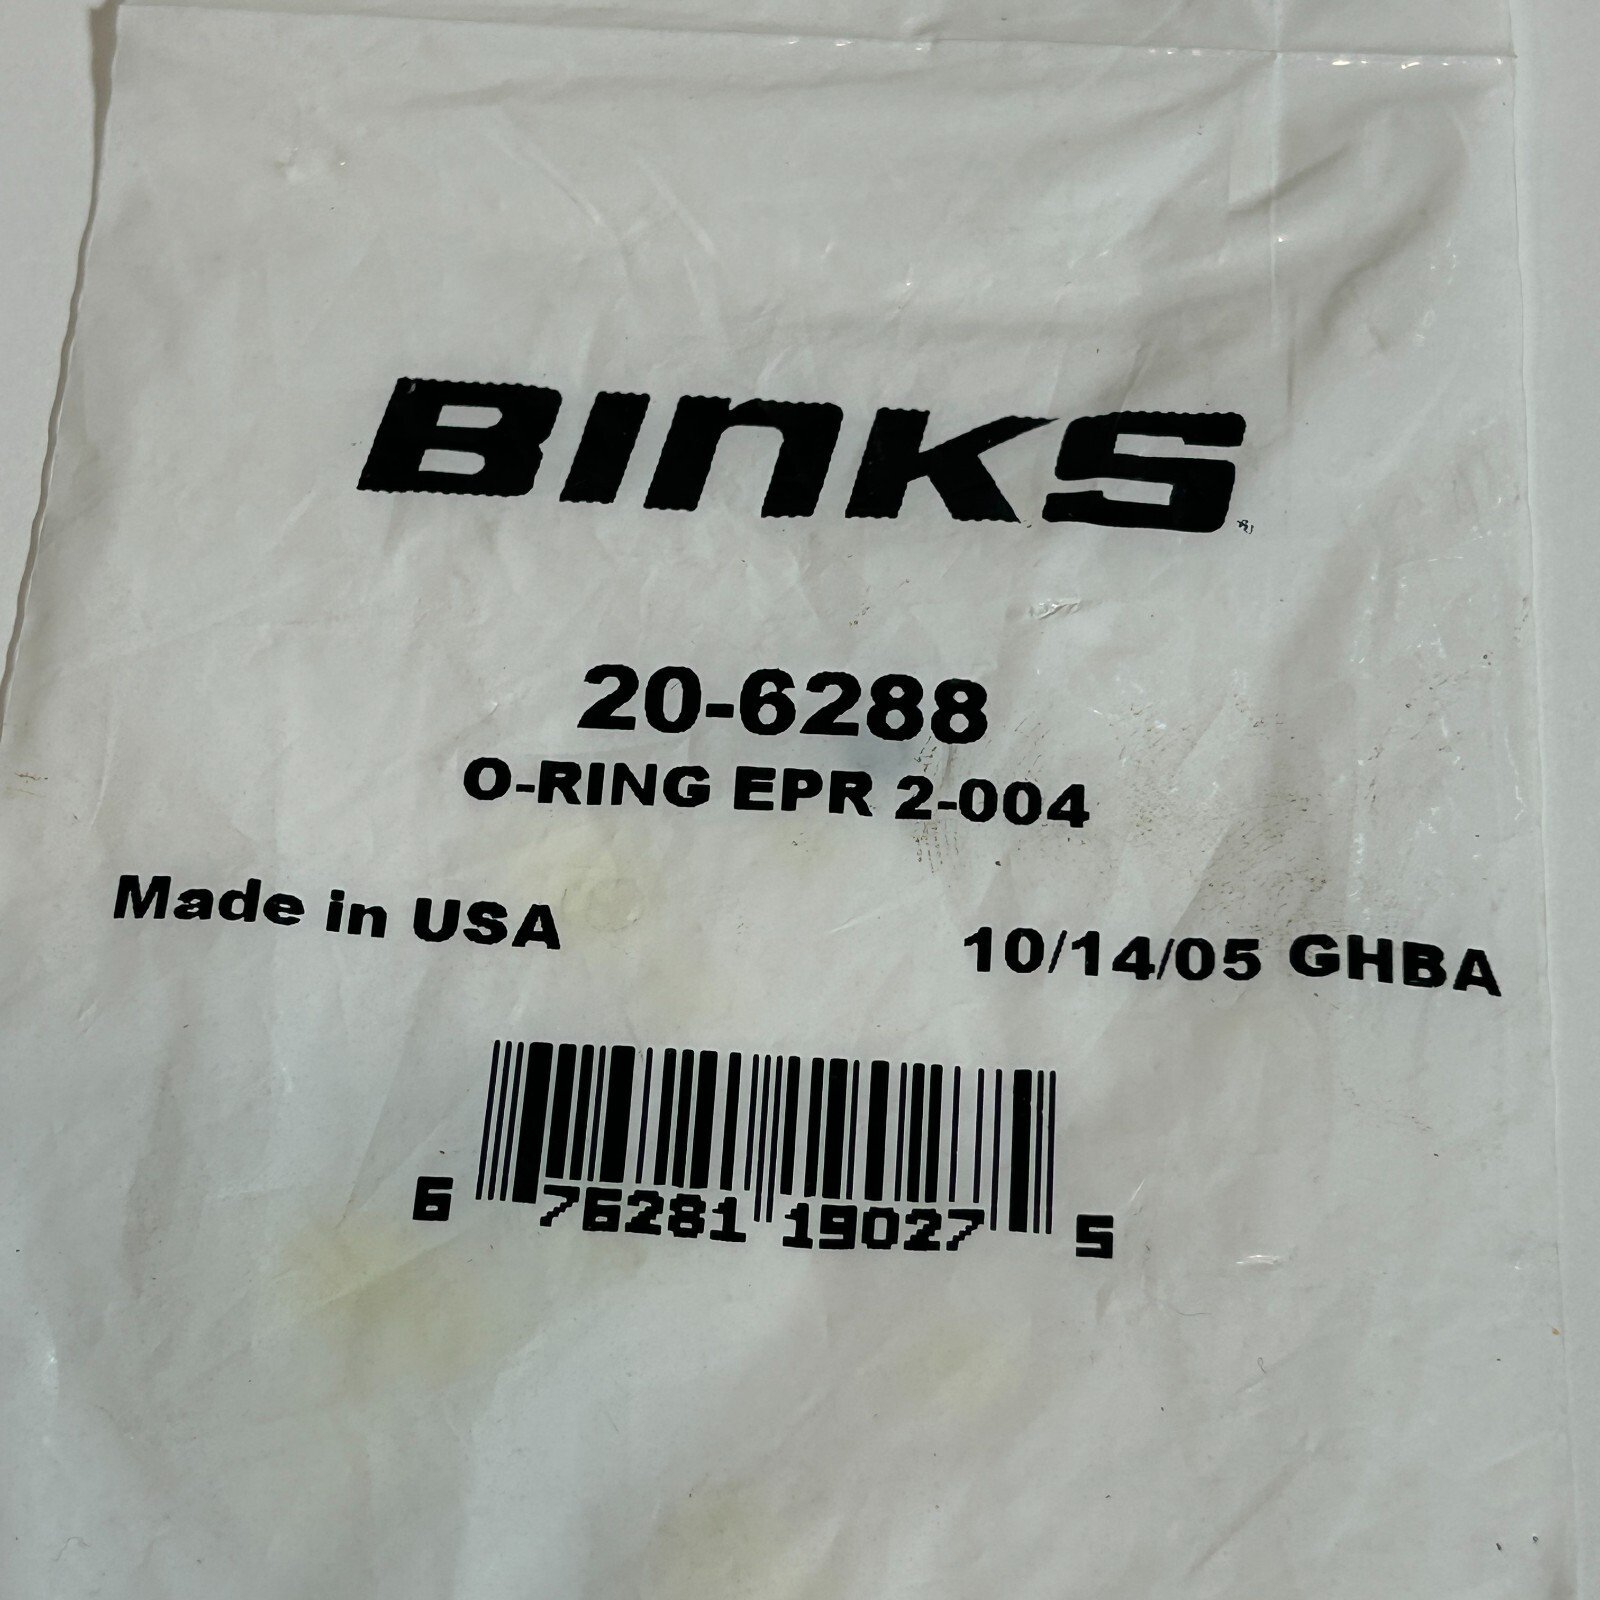 BINKS
20-6288
O-RING EPR 2-004
Made in USA 10/14/05 GHBA
6 76281 19027 5